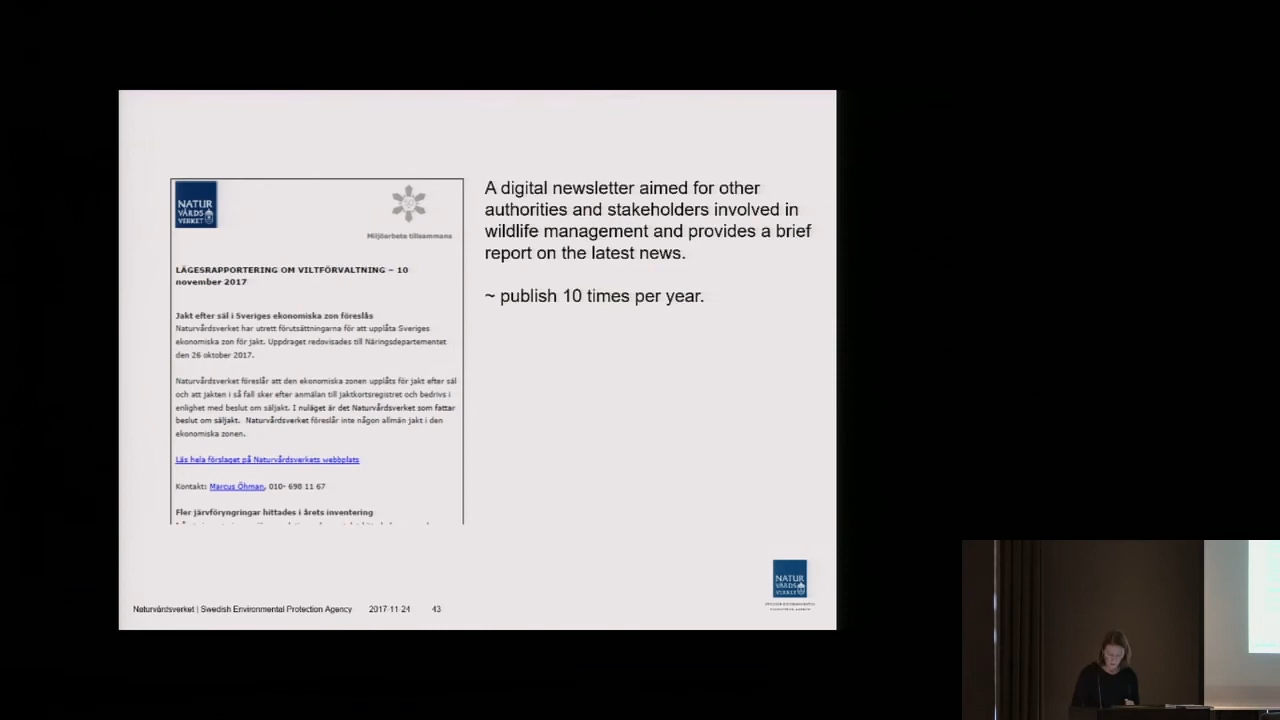 NATUR
VÅRDS
VERKET
Miljöarbete tillsammans
LÄGESRAPPORTERING OM VILTFÖRVALTNING – 10
november 2017
Jakt efter säl i Sveriges ekonomiska zon föreslås
Naturvårdsverket har utrett förutsättningarna för att upplåta Sveriges
ekonomiska zon för jakt. Uppdraget redovisades till Näringsdepartementet
den 26 oktober 2017.
Naturvårdsverket föreslår att den ekonomiska zonen upplåts för jakt efter säl
och att jakten i så fall sker efter anmälan till jaktkortsregistret och bedrivs i
enlighet med beslut om säljakt. I nuläget är det Naturvårdsverket som fattar
beslut om säljakt. Naturvårdsverket föreslår inte någon allmän jakt i den
ekonomiska zonen.
Läs hela förslaget på Naturvårdsverkets webbplats
Kontakt: Marcus Öhman, 010- 698 11 67
Fler järvföryngringar hittades i årets inventering
A digital newsletter aimed for other
authorities and stakeholders involved in
wildlife management and provides a brief
report on the latest news.
~ publish 10 times per year.
NATUR
VÅRDS
VERKET
SWEDISH ENVIRONMENTAL
PROTECTION AGENCY
Naturvårdsverket | Swedish Environmental Protection Agency 2017-11-24 43